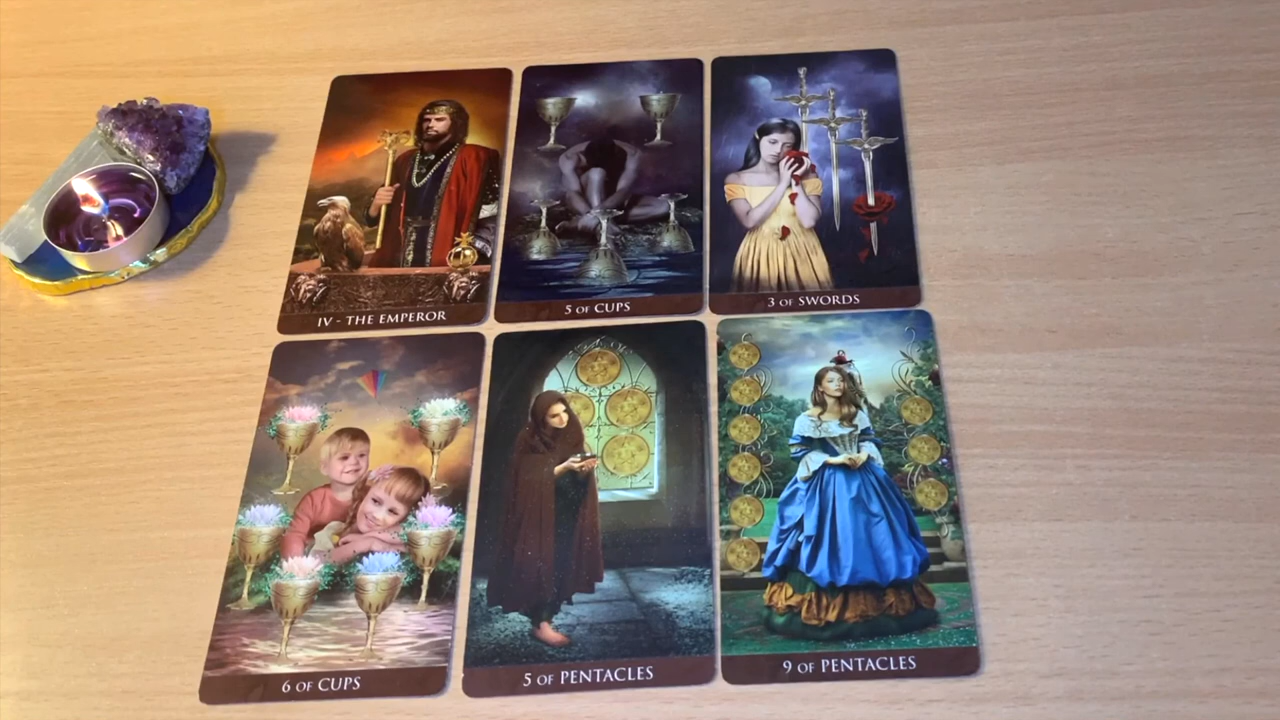 IV - THE EMPEROR
5 OF CUPS
3 OF SWORDS
6 OF CUPS
5 OF PENTACLES
9 OF PENTACLES